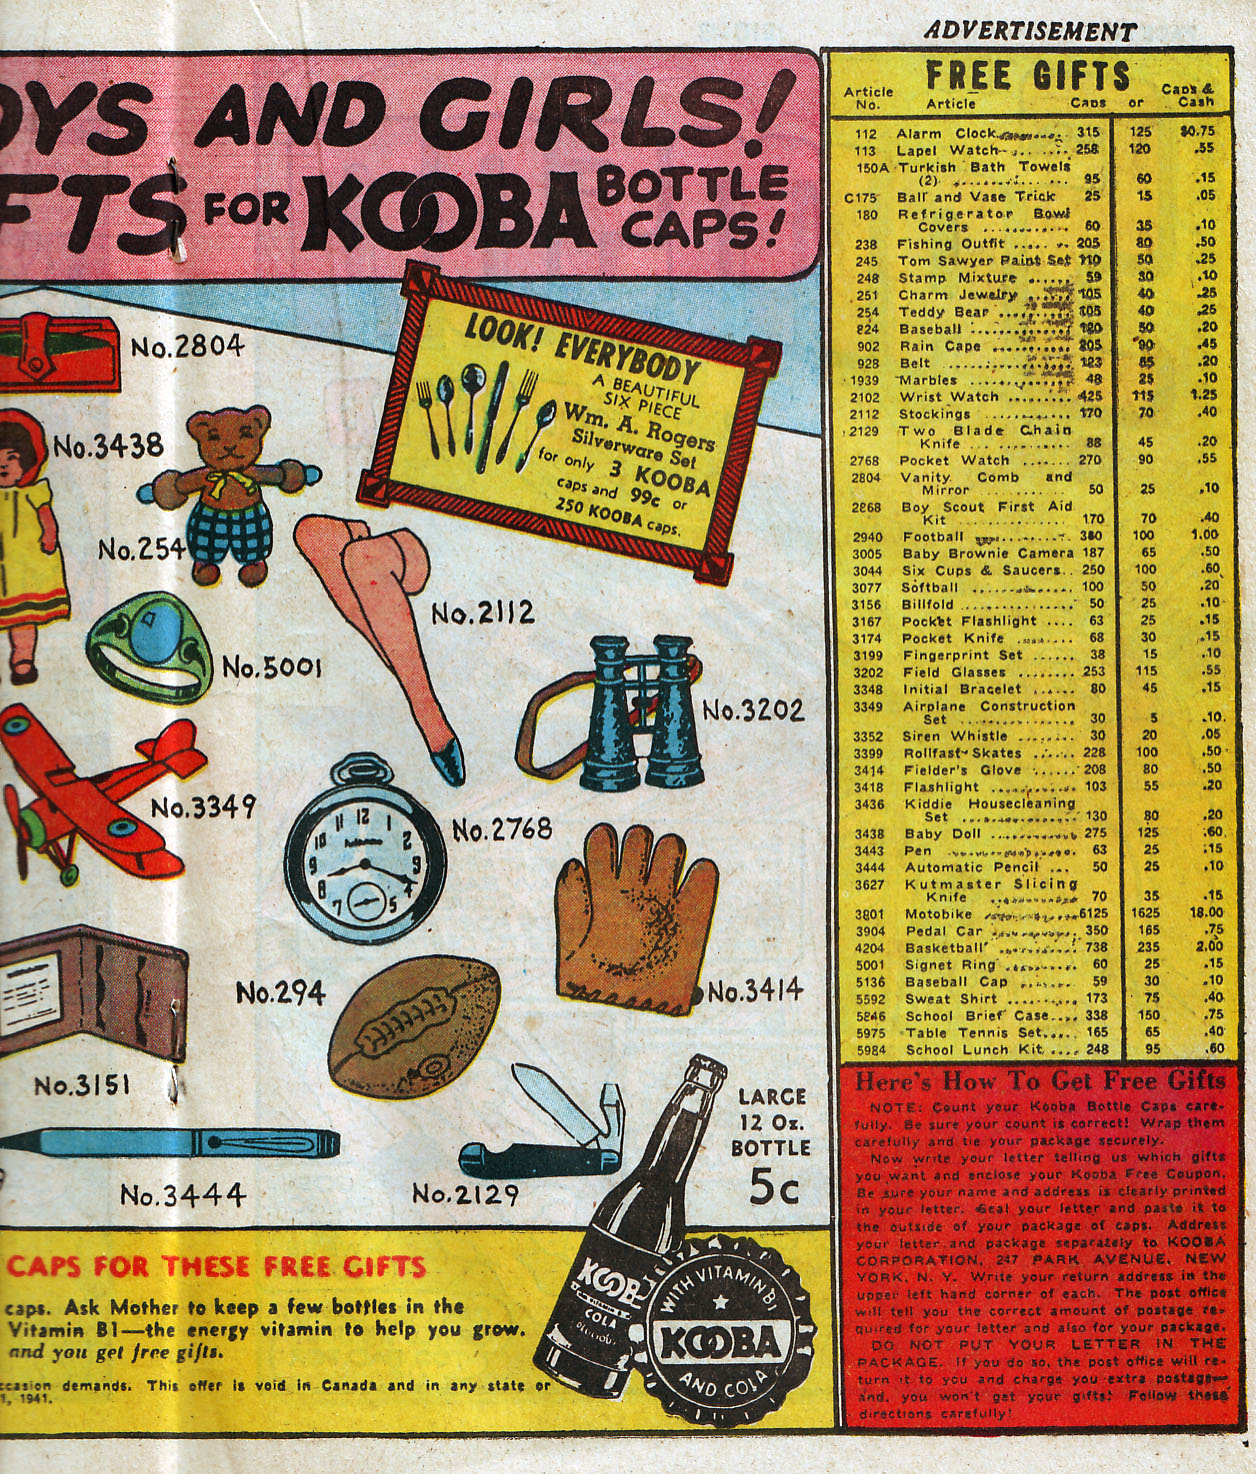 ADVERTISEMENT
OYS AND GIRLS!
FTS FOR KOOBA BOTTLE CAPS!
LOOK! EVERYBODY
A BEAUTIFUL
SIX PIECE
Wm. A. Rogers
Silverware Set
for only 3 KOOBA
caps and 99c or
250 KOOBA caps.
No.2804
No.3438
No.254
No.2112
No.5001
No.3202
No.3349
No.2768
No.294
No.3414
No.3151
No.3444
No.2129
LARGE
12 Oz.
BOTTLE
5c
KOOBA
COLA
WITH VITAMIN B1
KOOBA
AND COLA
CAPS FOR THESE FREE GIFTS
caps. Ask Mother to keep a few bottles in the
Vitamin B1—the energy vitamin to help you grow.
and you get free gifts.
demands. This offer is void in Canada and in any state or
1, 1941.
FREE GIFTS
Article No. Article Caps or Caps & Cash
112 Alarm Clock 315 125 $0.75
113 Lapel Watch 258 120 .55
150A Turkish Bath Towels
(2) 95 60 .15
C175 Ball and Vase Trick 25 15 .05
180 Refrigerator Bowl
Covers 60 35 .10
238 Fishing Outfit 205 80 .50
245 Tom Sawyer Paint Set 110 50 .25
248 Stamp Mixture 59 30 .10
251 Charm Jewelry 105 40 .25
254 Teddy Bear 105 40 .25
824 Baseball 120 50 .20
902 Rain Cape 205 90 .45
928 Belt 123 65 .20
1939 Marbles 48 25 .10
2102 Wrist Watch 425 115 1.25
2112 Stockings 170 70 .40
2129 Two Blade Chain
Knife 88 45 .20
2768 Pocket Watch 270 90 .55
2804 Vanity Comb and
Mirror 50 25 .10
2868 Boy Scout First Aid
Kit 170 70 .40
2940 Football 380 100 1.00
3005 Baby Brownie Camera 187 65 .50
3044 Six Cups & Saucers 250 100 .60
3077 Softball 100 50 .20
3156 Billfold 50 25 .10
3167 Pocket Flashlight 63 25 .15
3174 Pocket Knife 68 30 .15
3199 Fingerprint Set 38 15 .10
3202 Field Glasses 253 115 .55
3348 Initial Bracelet 80 45 .15
3349 Airplane Construction
Set 30 5 .10
3352 Siren Whistle 30 20 .05
3399 Rollfast Skates 228 100 .50
3414 Fielder's Glove 208 80 .50
3418 Flashlight 103 55 .20
3436 Kiddie Housecleaning
Set 130 80 .20
3438 Baby Doll 275 125 .60
3443 Pen 63 25 .15
3444 Automatic Pencil 50 25 .10
3627 Kutmaster Slicing
Knife 70 35 .15
3801 Motobike 6125 1625 18.00
3904 Pedal Car 350 165 .75
4204 Basketball 738 235 2.00
5001 Signet Ring 60 25 .15
5136 Baseball Cap 59 30 .10
5592 Sweat Shirt 173 75 .40
5846 School Brief Case 338 150 .75
5975 Table Tennis Set 165 65 .40
5984 School Lunch Kit 248 95 .60
Here's How To Get Free Gifts
NOTE: Count your Kooba Bottle Caps care-
fully. Be sure your count is correct! Wrap them
carefully and tie your package securely.
Now write your letter telling us which gifts
you want and enclose your Kooba Free Coupon.
Be sure your name and address is clearly printed
in your letter. Seal your letter and paste it to
the outside of your package of caps. Address
your letter and package separately to KOOBA
CORPORATION, 247 PARK AVENUE, NEW
YORK, N. Y. Write your return address in the
upper left hand corner of each. The post office
will tell you the correct amount of postage re-
quired for your letter and also for your package.
DO NOT PUT YOUR LETTER IN THE
PACKAGE. If you do so, the post office will re-
turn it to you and charge you extra postage—
and, you won't get your gifts! Follow these
directions carefully!